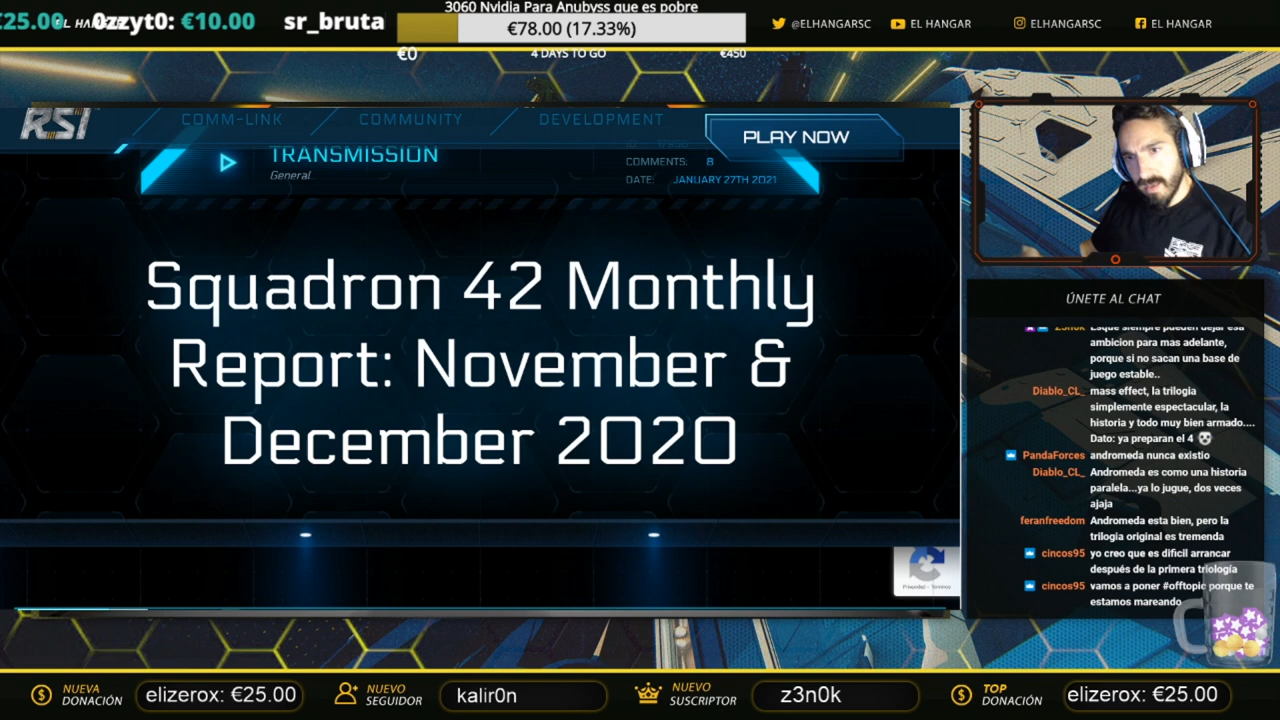 25.00
EL HANGAR
0zzyt0: €10.00
sr_bruta
3060 Nvidia Para Anubyss que es pobre
€78.00 (17.33%)
€0
4 DAYS TO GO
€450
@ELHANGARSC
EL HANGAR
ELHANGARSC
EL HANGAR
RSI
COMM-LINK
COMMUNITY
DEVELOPMENT
PLAY NOW
TRANSMISSION
General
COMMENTS: 8
DATE: JANUARY 27TH 2021
Squadron 42 Monthly
Report: November &
December 2020
ÚNETE AL CHAT
z3n0k Esque siempre pueden dejar esa
ambicion para mas adelante,
porque si no sacan una base de
juego estable..
Diablo_CL_ mass effect, la trilogia
simplemente espectacular, la
historia y todo muy bien armado....
Dato: ya preparan el 4
PandaForces andromeda nunca existio
Diablo_CL_ Andromeda es como una historia
paralela...ya lo jugue, dos veces
ajaja
feranfreedom Andromeda esta bien, pero la
trilogia original es tremenda
cincos95 yo creo que es dificil arrancar
después de la primera triología
cincos95 vamos a poner #offtopic porque te
estamos mareando
Privacidad - Términos
NUEVA
DONACIÓN
elizerox: €25.00
NUEVO
SEGUIDOR
kalir0n
NUEVO
SUSCRIPTOR
z3n0k
TOP
DONACIÓN
elizerox: €25.00